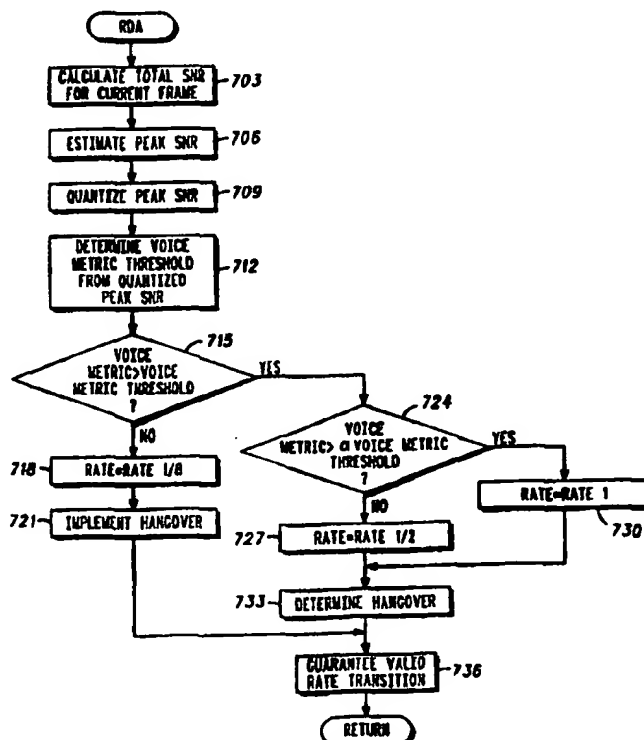 RDA
CALCULATE TOTAL SNR
FOR CURRENT FRAME
703
ESTIMATE PEAK SNR
706
QUANTIZE PEAK SNR
709
DETERMINE VOICE
METRIC THRESHOLD
FROM QUANTIZED
PEAK SNR
712
715
VOICE
METRIC>VOICE
METRIC THRESHOLD
?
YES
NO
724
VOICE
METRIC> α VOICE METRIC
THRESHOLD
?
YES
NO
718
RATE=RATE 1/8
RATE=RATE 1
730
721
IMPLEMENT HANGOVER
727
RATE=RATE 1/2
733
DETERMINE HANGOVER
GUARANTEE VALID
RATE TRANSITION
736
RETURN